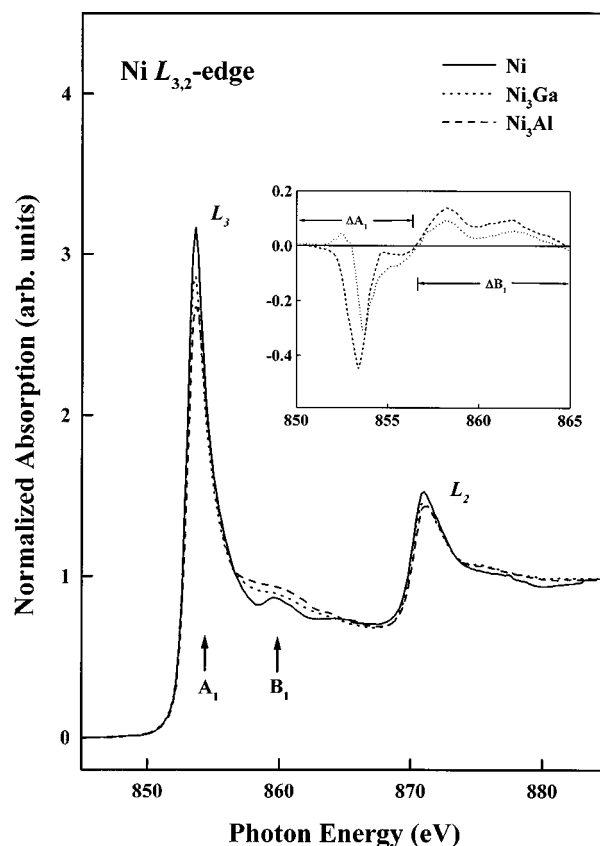 Ni L₃,₂-edge
Ni
Ni₃Ga
Ni₃Al
L₃
L₂
A₁
B₁
0.2
0.0
-0.2
-0.4
ΔA₁
ΔB₁
850 855 860 865
4
3
2
1
0
Normalized Absorption (arb. units)
850 860 870 880
Photon Energy (eV)